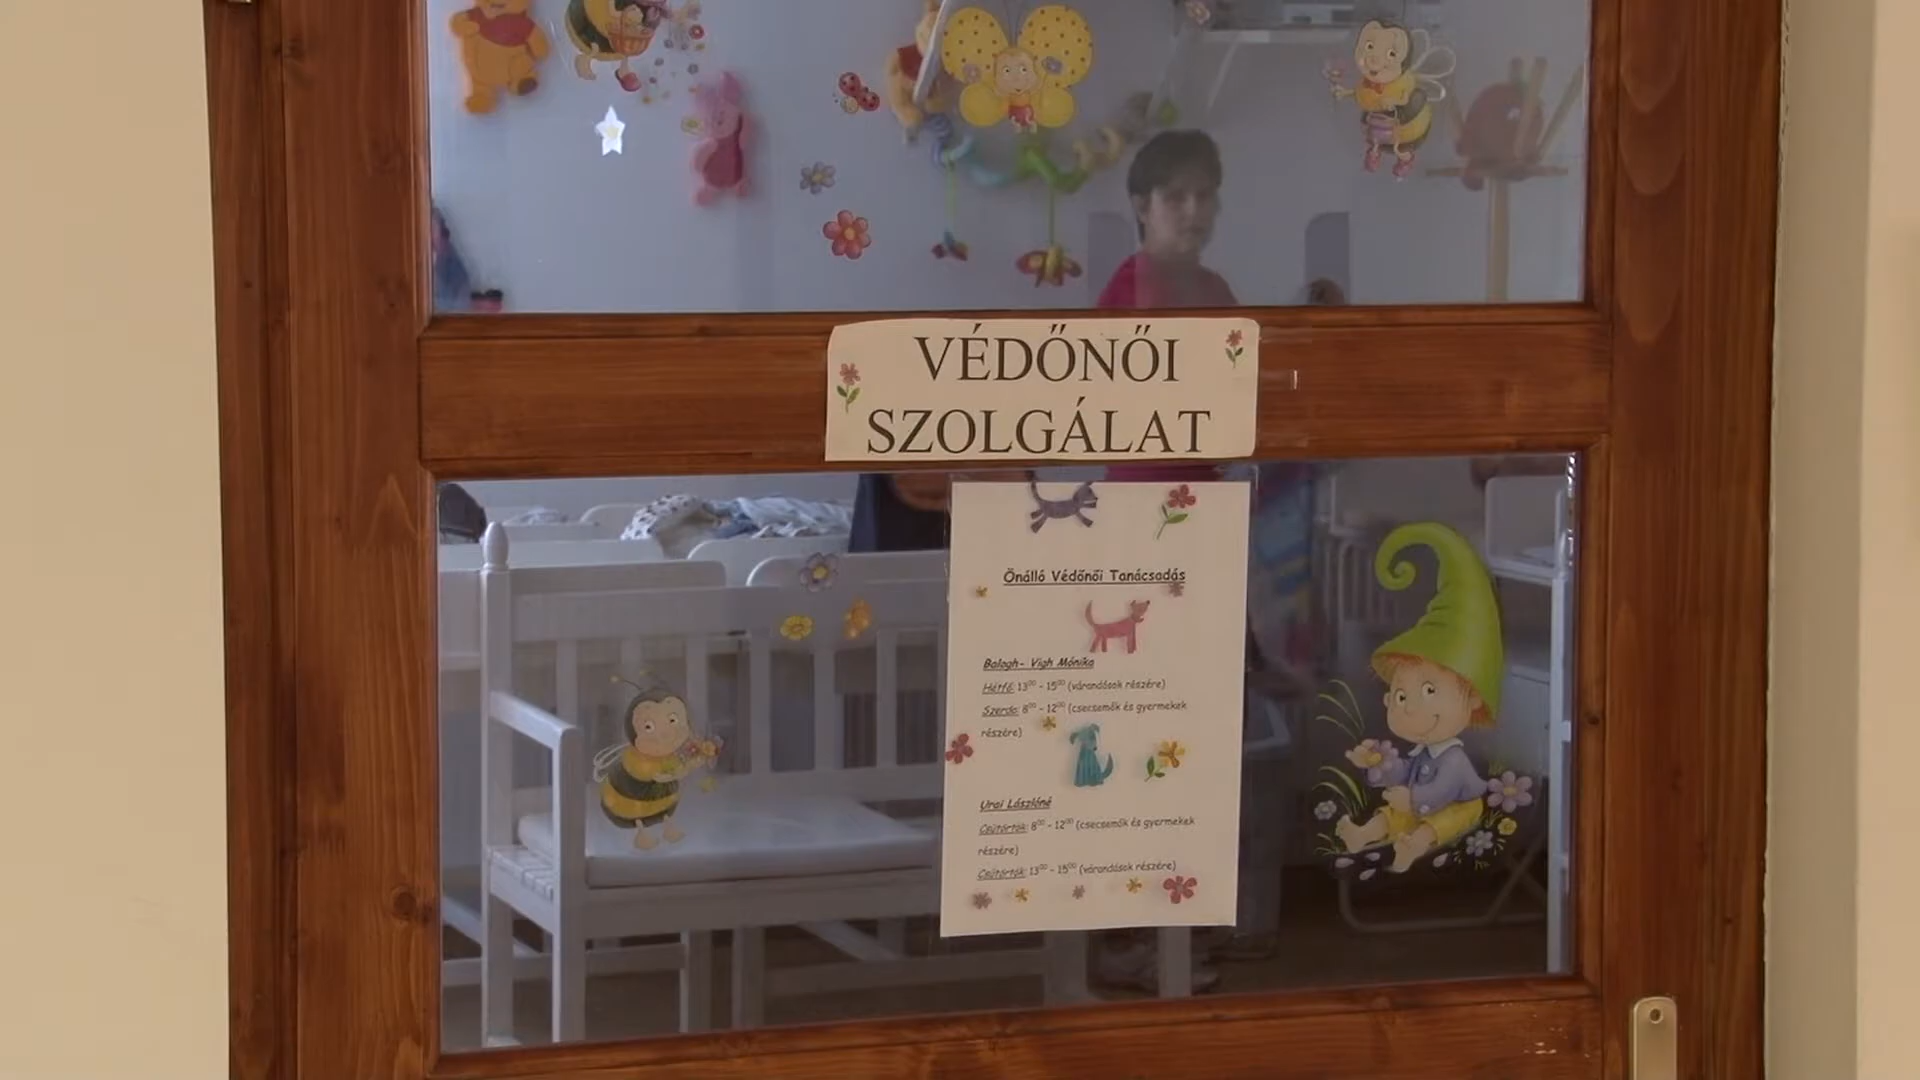 VÉDŐNŐI
SZOLGÁLAT
Önálló Védőnői Tanácsadás
Balogh- Vigh Mónika
Hétfő: 13⁰⁰ - 15⁰⁰ (várandósok részére)
Szerda: 8⁰⁰ - 12⁰⁰ (csecsemők és gyermekek
részére)
Urai Lászlóné
Csütörtök: 8⁰⁰ - 12⁰⁰ (csecsemők és gyermekek
részére)
Csütörtök: 13⁰⁰ - 15⁰⁰ (várandósok részére)